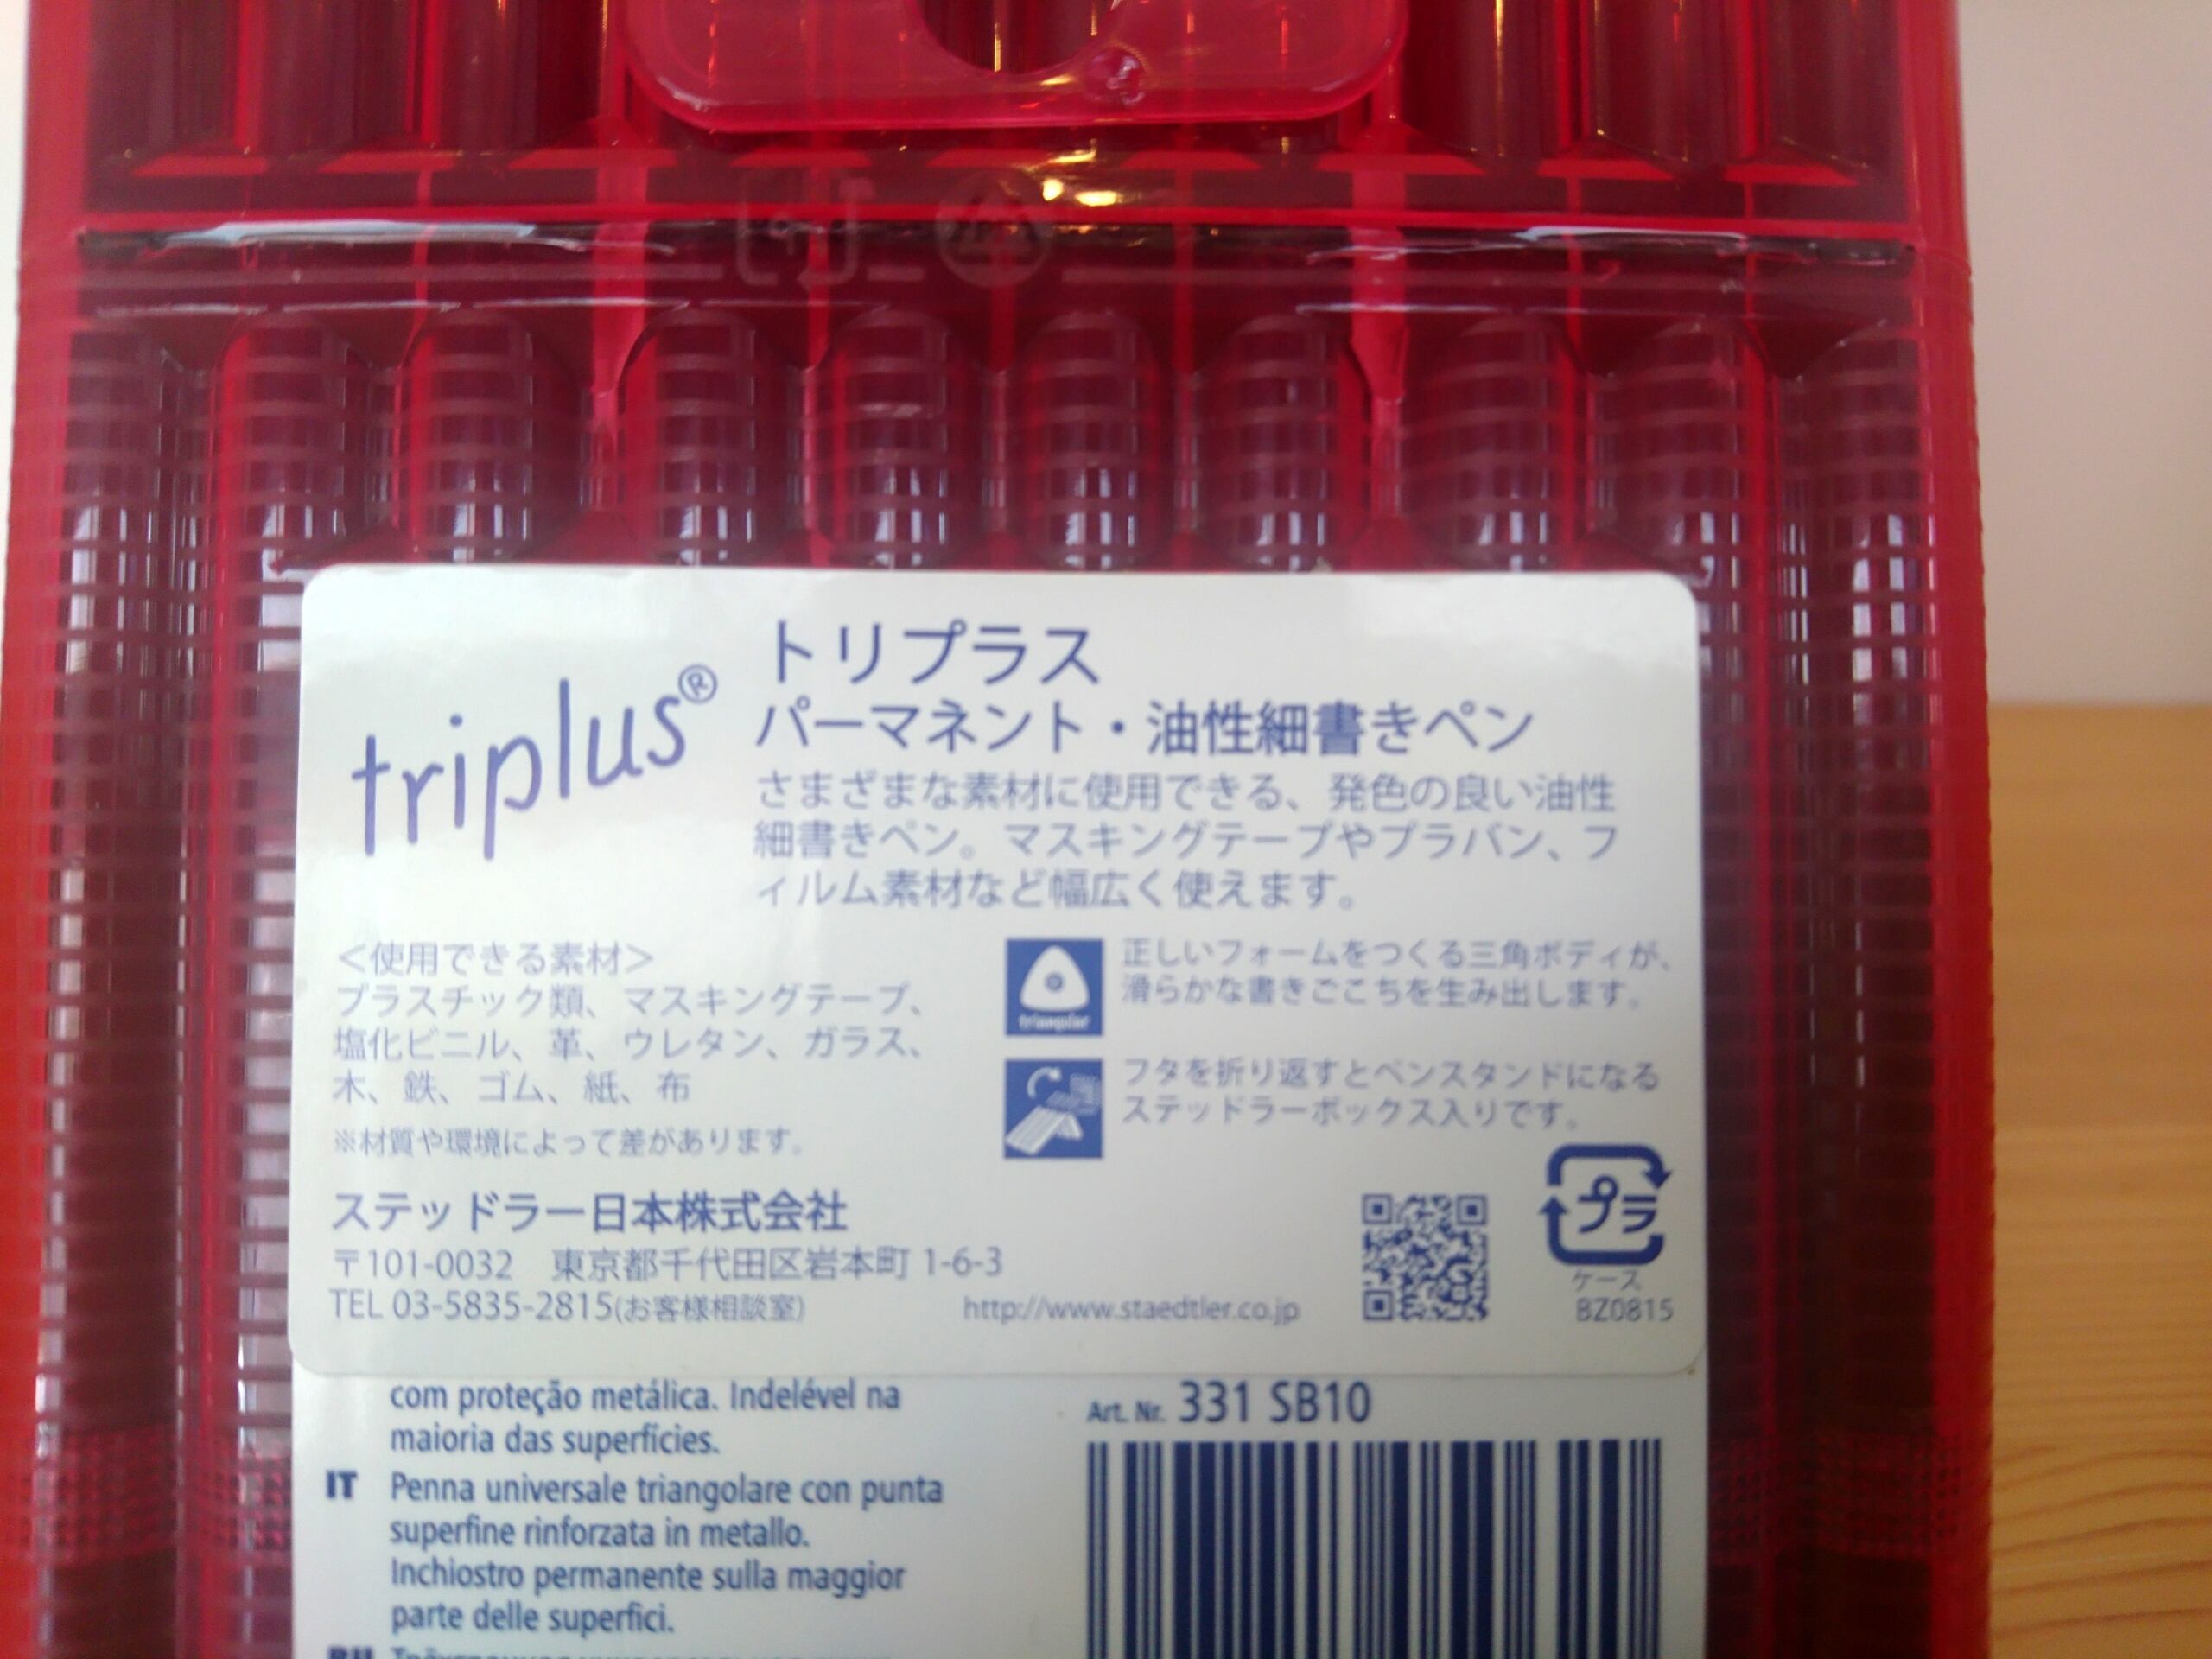 triplus®
トリプラス
パーマネント・油性細書きペン
さまざまな素材に使用できる、発色の良い油性
細書きペン。マスキングテープやプラバン、フ
ィルム素材など幅広く使えます。
＜使用できる素材＞
プラスチック類、マスキングテープ、
塩化ビニル、革、ウレタン、ガラス、
木、鉄、ゴム、紙、布
※材質や環境によって差があります。
triangular
正しいフォームをつくる三角ボディが、
滑らかな書きごこちを生み出します。
フタを折り返すとペンスタンドになる
ステッドラーボックス入りです。
ステッドラー日本株式会社
〒101-0032 東京都千代田区岩本町 1-6-3
TEL 03-5835-2815(お客様相談室)
http://www.staedtler.co.jp
プラ
ケース
BZ0815
com proteção metálica. Indelével na
maioria das superfícies.
IT Penna universale triangolare con punta
superfine rinforzata in metallo.
Inchiostro permanente sulla maggior
parte delle superfici.
RU
Art. Nr. 331 SB10